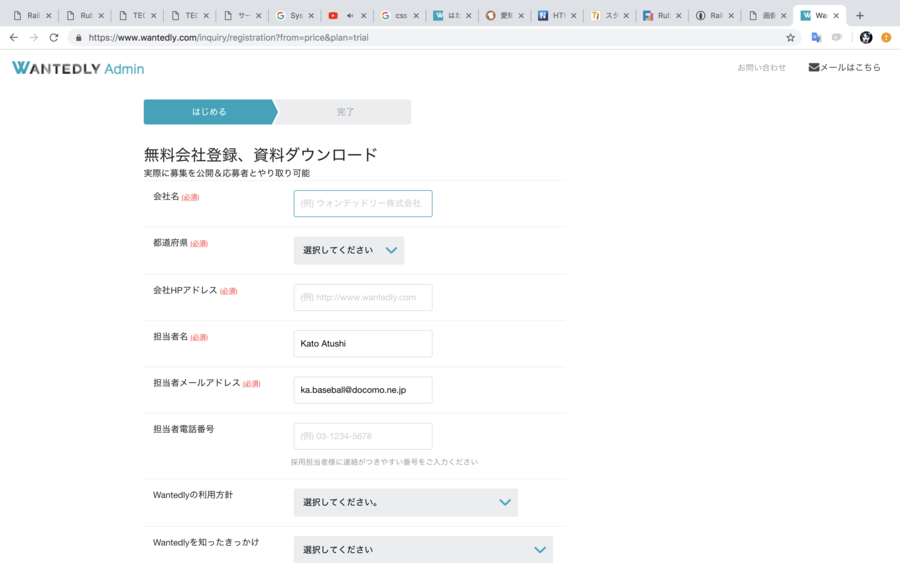 Rail
Rub
TEC
TEC
サー
Sys
css
はた
愛知
HTI
スタ
Rub
Rail
画像
Wan
https://www.wantedly.com/inquiry/registration?from=price&plan=trial
WANTEDLY Admin
お問い合わせ
メールはこちら
はじめる
完了
無料会社登録、資料ダウンロード
実際に募集を公開＆応募者とやり取り可能
会社名 (必須)
(例) ウォンテッドリー株式会社
都道府県 (必須)
選択してください
会社HPアドレス (必須)
(例) http://www.wantedly.com
担当者名 (必須)
Kato Atushi
担当者メールアドレス (必須)
ka.baseball@docomo.ne.jp
担当者電話番号
(例) 03-1234-5678
採用担当者様に連絡がつきやすい番号をご入力ください
Wantedlyの利用方針
選択してください。
Wantedlyを知ったきっかけ
選択してください